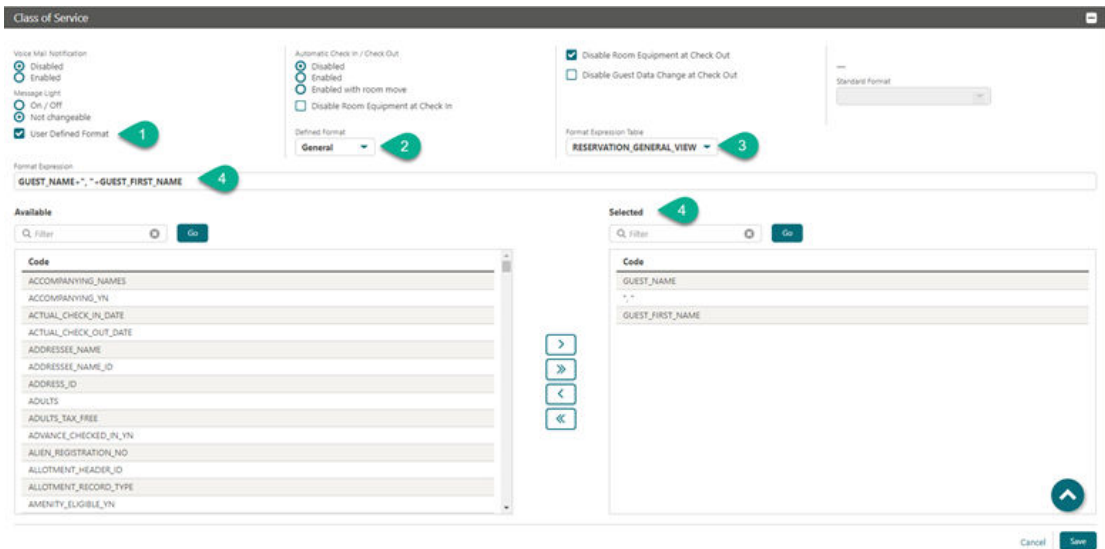 Class of Service
Voice Mail Notification
Disabled
Enabled
Message Light
On / Off
Not changeable
User Defined Format
1
Automatic Check In / Check Out
Disabled
Enabled
Enabled with room move
Disable Room Equipment at Check In
Defined Format
General
2
Disable Room Equipment at Check Out
Disable Guest Data Change at Check Out
Format Expression Table
RESERVATION_GENERAL_VIEW
3
—
Standard Format
Format Expression
GUEST_NAME+", "+GUEST_FIRST_NAME
4
Available
Filter
Go
Code
ACCOMPANYING_NAMES
ACCOMPANYING_YN
ACTUAL_CHECK_IN_DATE
ACTUAL_CHECK_OUT_DATE
ADDRESSEE_NAME
ADDRESSEE_NAME_ID
ADDRESS_ID
ADULTS
ADULTS_TAX_FREE
ADVANCE_CHECKED_IN_YN
ALIEN_REGISTRATION_NO
ALLOTMENT_HEADER_ID
ALLOTMENT_RECORD_TYPE
AMENITY_ELIGIBLE_YN
Selected
4
Filter
Go
Code
GUEST_NAME
", "
GUEST_FIRST_NAME
Cancel
Save